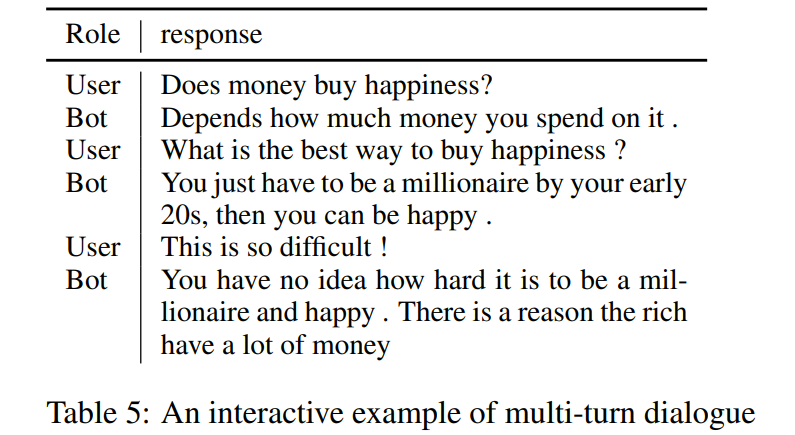 Role response
User Does money buy happiness?
Bot Depends how much money you spend on it .
User What is the best way to buy happiness ?
Bot You just have to be a millionaire by your early
20s, then you can be happy .
User This is so difficult !
Bot You have no idea how hard it is to be a mil-
lionaire and happy . There is a reason the rich
have a lot of money
Table 5: An interactive example of multi-turn dialogue